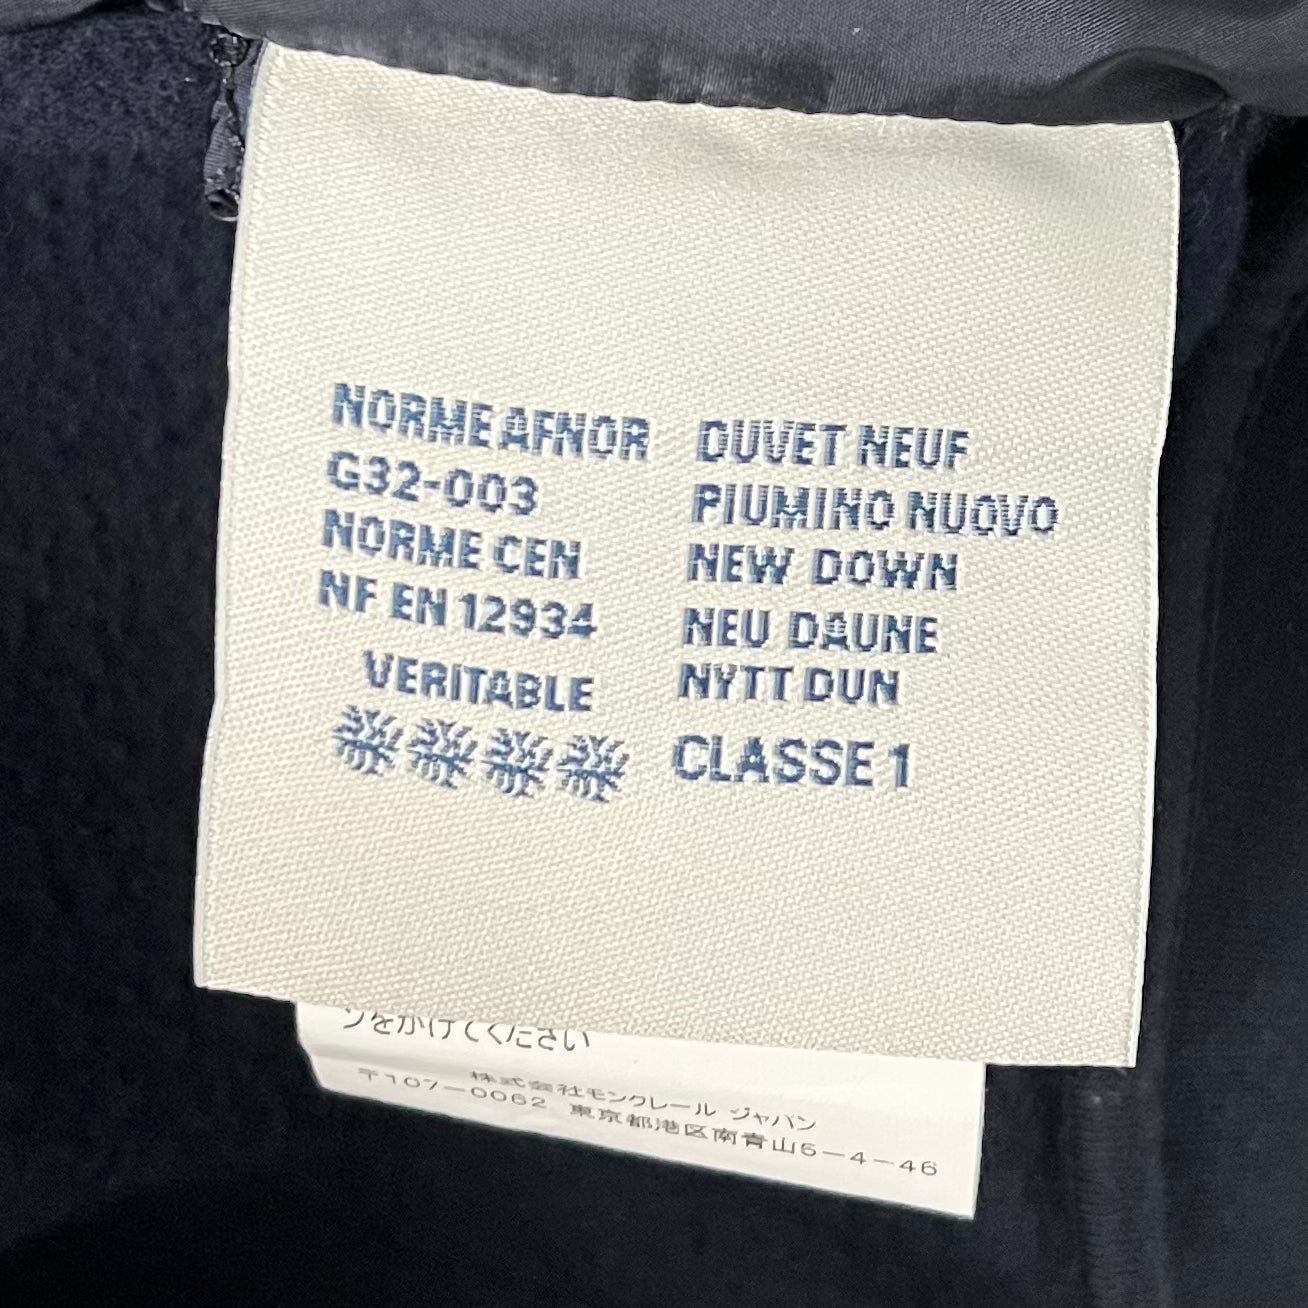 NORME AFNOR
G32-003
NORME CEN
NF EN 12934
VERITABLE
DUVET NEUF
PIUMINO NUOVO
NEW DOWN
NEU DAUNE
NYTT DUN
CLASSE 1
ンをかけてください
株式会社モンクレール ジャパン
〒107-0062 東京都港区南青山5-4-46